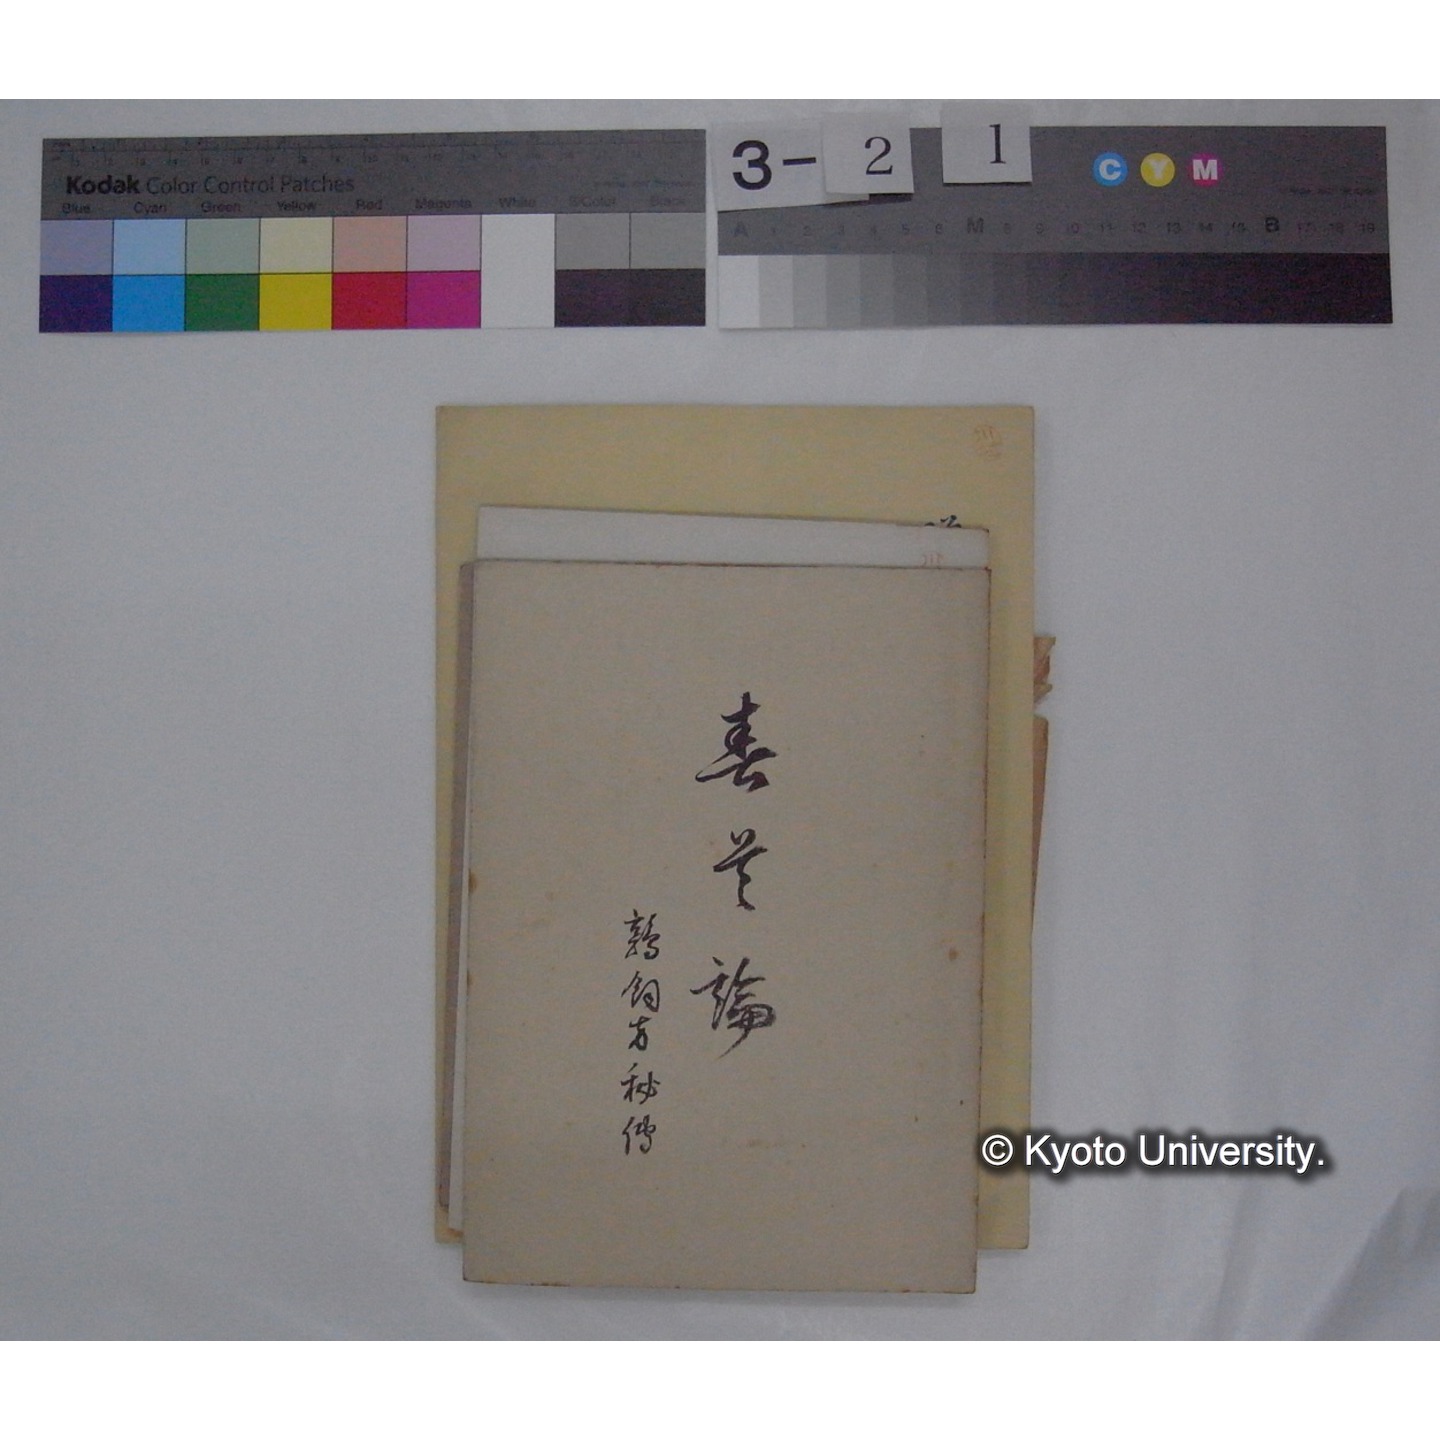 3- 2 1
Kodak Color Control Patches
Blue Cyan Green Yellow Red Magenta White 3/Color Black
C Y M
A 1 2 3 4 5 6 M 8 9 10 11 12 13 14 15 B 17 18 19
春 論
鶉飼方秘傳
© Kyoto University.